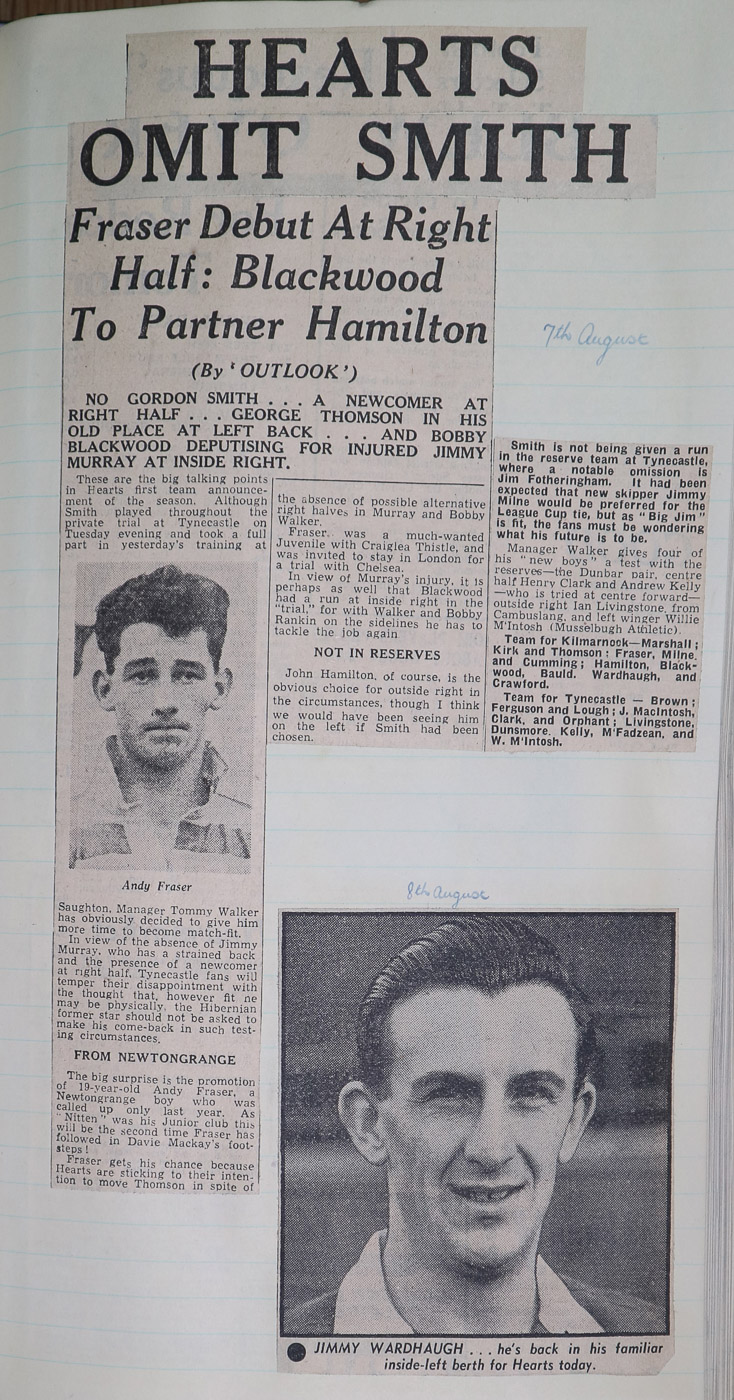 HEARTS
OMIT SMITH
Fraser Debut At Right
Half: Blackwood
To Partner Hamilton
(By 'OUTLOOK')
NO GORDON SMITH . . . A NEWCOMER AT
RIGHT HALF . . . GEORGE THOMSON IN HIS
OLD PLACE AT LEFT BACK . . . AND BOBBY
BLACKWOOD DEPUTISING FOR INJURED JIMMY
MURRAY AT INSIDE RIGHT.
These are the big talking points
in Hearts first team announce-
ment of the season. Although
Smith played throughout the
private trial at Tynecastle on
Tuesday evening and took a full
part in yesterday's training at
Andy Fraser
Saughton, Manager Tommy Walker
has obviously decided to give him
more time to become match-fit.
In view of the absence of Jimmy
Murray, who has a strained back
and the presence of a newcomer
at right half, Tynecastle fans will
temper their disappointment with
the thought that, however fit he
may be physically, the Hibernian
former star should not be asked to
make his come-back in such test-
ing circumstances.
FROM NEWTONGRANGE
The big surprise is the promotion
of 19-year-old Andy Fraser, a
Newtongrange boy who was
called up only last year. As
"Nitten" was his Junior club this
will be the second time Fraser has
followed in Davie Mackay's foot-
steps!
Fraser gets his chance because
Hearts are sticking to their inten-
tion to move Thomson in spite of
the absence of possible alternative
right halves in Murray and Bobby
Walker.
Fraser was a much-wanted
Juvenile with Craiglea Thistle, and
was invited to stay in London for
a trial with Chelsea.
In view of Murray's injury, it is
perhaps as well that Blackwood
had a run at inside right in the
"trial," for with Walker and Bobby
Rankin on the sidelines he has to
tackle the job again
NOT IN RESERVES
John Hamilton, of course, is the
obvious choice for outside right in
the circumstances, though I think
we would have been seeing him
on the left if Smith had been
chosen.
7th August
Smith is not being given a run
in the reserve team at Tynecastle,
where a notable omission is
Jim Fotheringham. It had been
expected that new skipper Jimmy
Milne would be preferred for the
League Cup tie, but as "Big Jim"
is fit, the fans must be wondering
what his future is to be.
Manager Walker gives four of
his "new boys" a test with the
reserves—the Dunbar pair, centre
half Henry Clark and Andrew Kelly
—who is tried at centre forward—
outside right Ian Livingstone, from
Cambuslang, and left winger Willie
M'Intosh (Musselbugh Athletic).
Team for Kilmarnock—Marshall;
Kirk and Thomson: Fraser, Milne,
and Cumming; Hamilton, Black-
wood, Bauld. Wardhaugh, and
Crawford.
Team for Tynecastle — Brown;
Ferguson and Lough; J. MacIntosh,
Clark, and Orphant; Livingstone,
Dunsmore, Kelly, M'Fadzean, and
W. M'Intosh.
8th August
JIMMY WARDHAUGH . . . he's back in his familiar
inside-left berth for Hearts today.